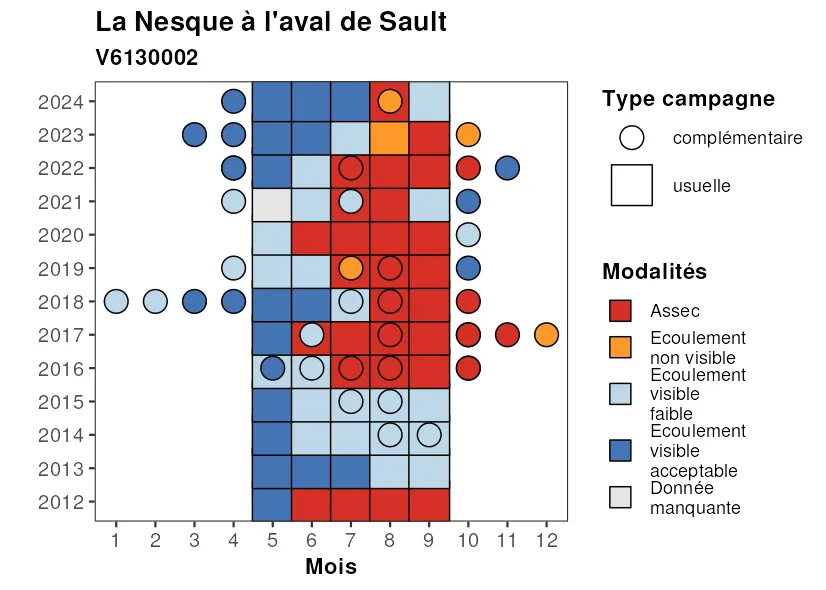 La Nesque à l'aval de Sault
V6130002
2024
2023
2022
2021
2020
2019
2018
2017
2016
2015
2014
2013
2012
1 2 3 4 5 6 7 8 9 10 11 12
Mois
Type campagne
complémentaire
usuelle
Modalités
Assec
Ecoulement
non visible
Ecoulement
visible
faible
Ecoulement
visible
acceptable
Donnée
manquante